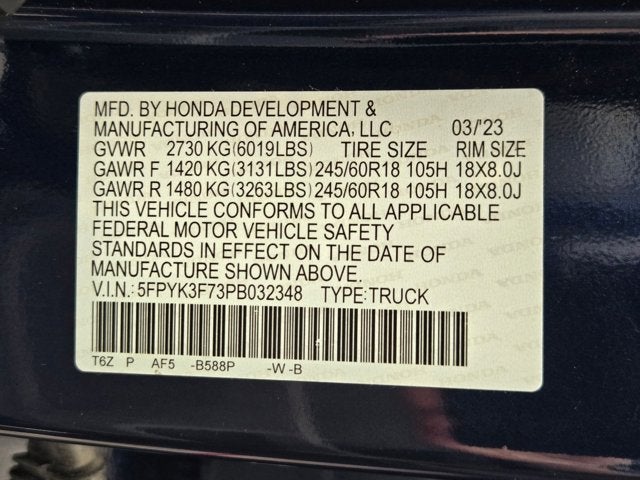 MFD. BY HONDA DEVELOPMENT &
MANUFACTURING OF AMERICA, LLC 03/'23
GVWR 2730 KG(6019LBS) TIRE SIZE RIM SIZE
GAWR F 1420 KG(3131LBS) 245/60R18 105H 18X8.0J
GAWR R 1480 KG(3263LBS) 245/60R18 105H 18X8.0J
THIS VEHICLE CONFORMS TO ALL APPLICABLE
FEDERAL MOTOR VEHICLE SAFETY
STANDARDS IN EFFECT ON THE DATE OF
MANUFACTURE SHOWN ABOVE.
V.I.N.: 5FPYK3F73PB032348 TYPE: TRUCK
T6Z P AF5 -B588P -W -B